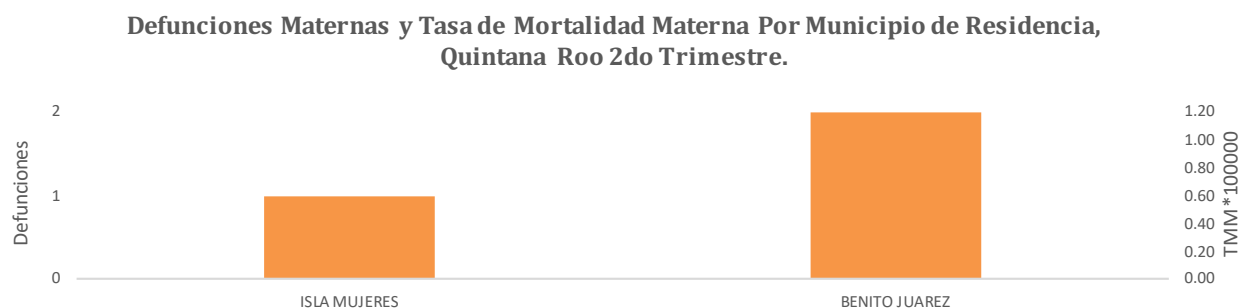 Defunciones Maternas y Tasa de Mortalidad Materna Por Municipio de Residencia,
Quintana Roo 2do Trimestre.
Defunciones
2
1
0
ISLA MUJERES
BENITO JUAREZ
1.20
1.00
0.80
0.60
0.40
0.20
0.00
TMM*100000